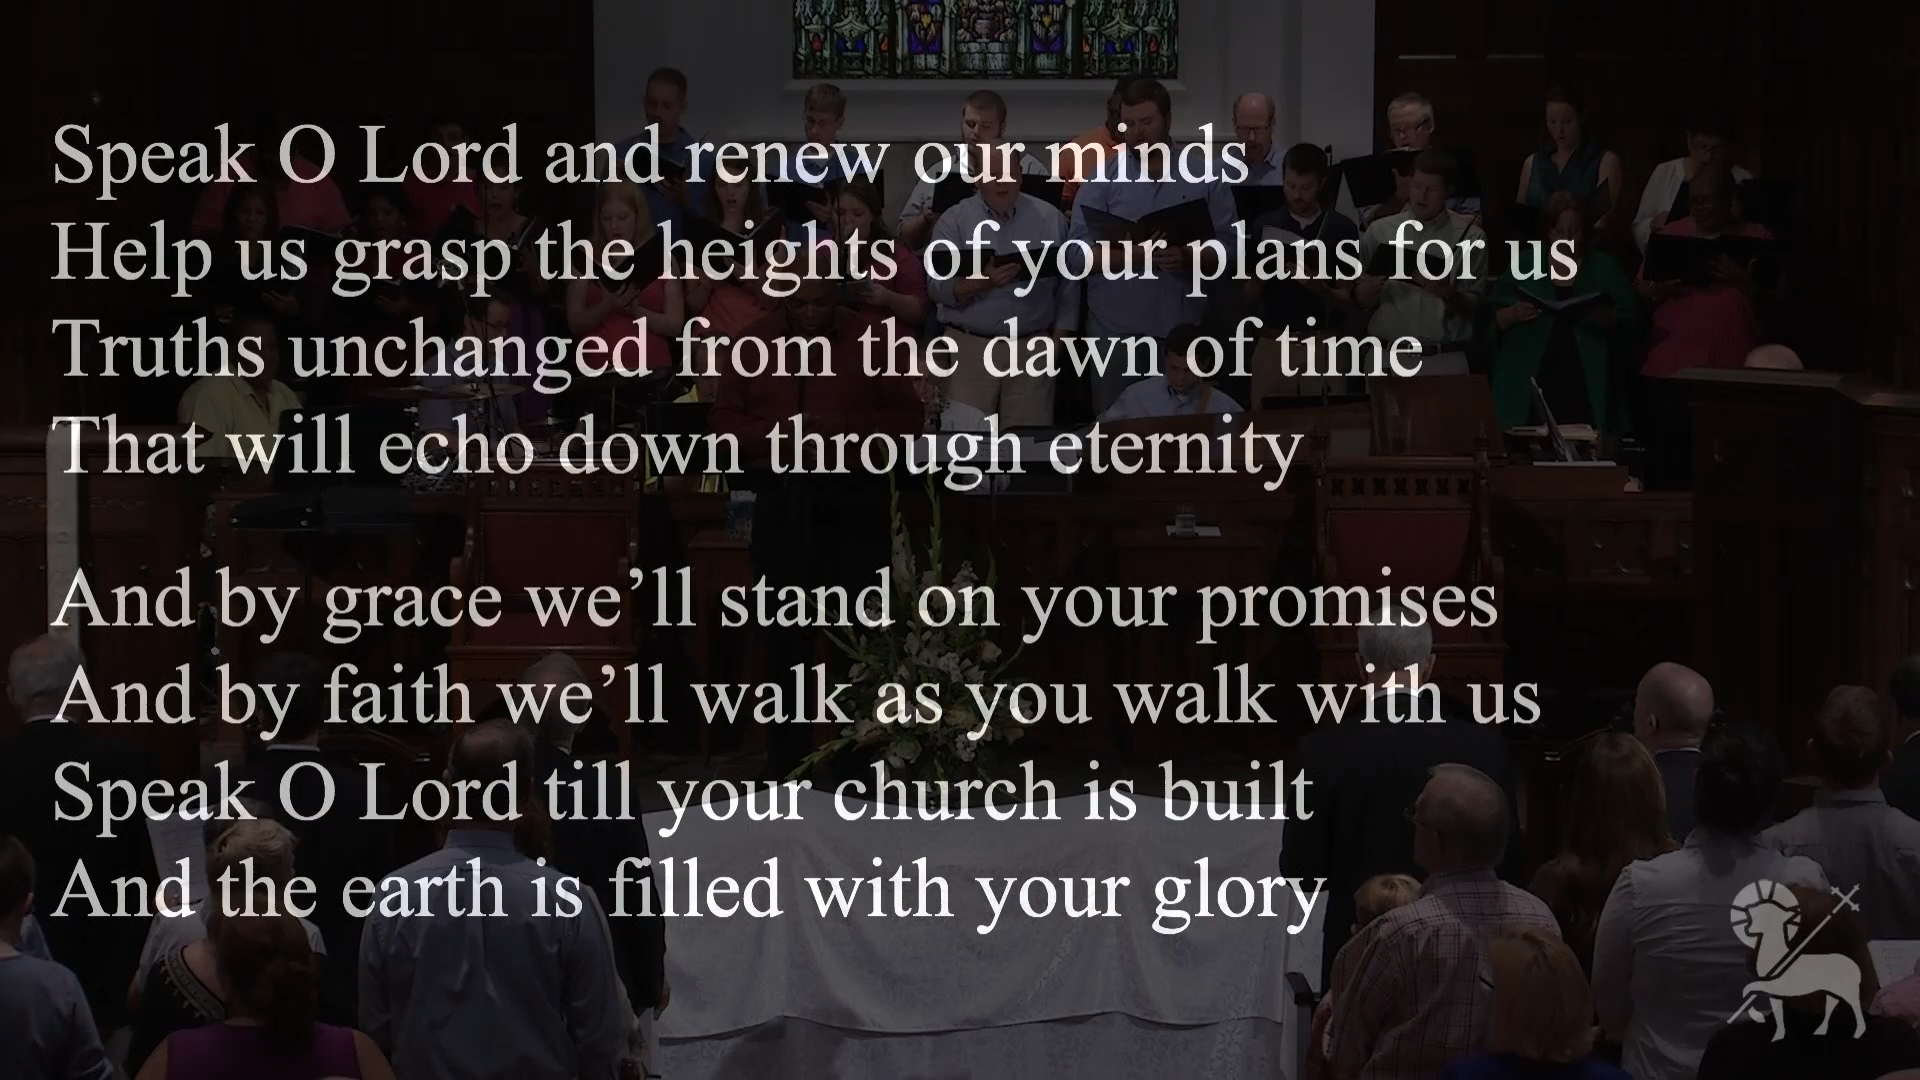 Speak O Lord and renew our minds
Help us grasp the heights of your plans for us
Truths unchanged from the dawn of time
That will echo down through eternity
And by grace we’ll stand on your promises
And by faith we’ll walk as you walk with us
Speak O Lord till your church is built
And the earth is filled with your glory